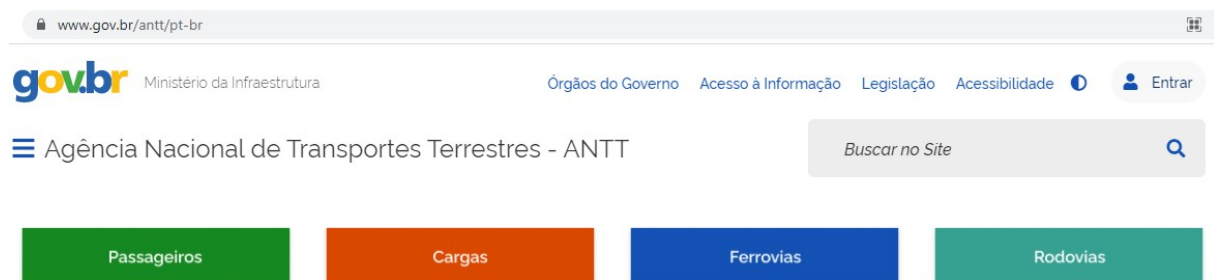 www.gov.br/antt/pt-br
gov.br Ministério da Infraestrutura Órgãos do Governo Acesso à Informação Legislação Acessibilidade Entrar
Agência Nacional de Transportes Terrestres - ANTT Buscar no Site
Passageiros Cargas Ferrovias Rodovias